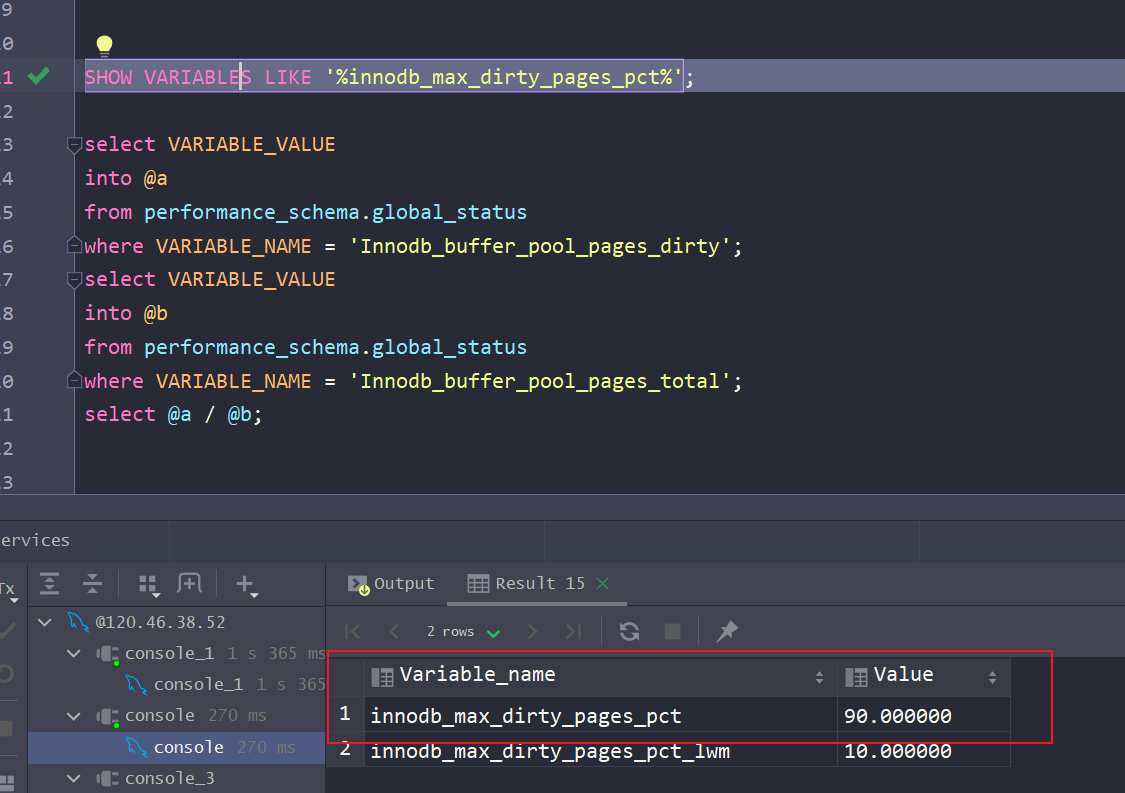 9
0
1 SHOW VARIABLES LIKE '%innodb_max_dirty_pages_pct%';
2
3 select VARIABLE_VALUE
4 into @a
5 from performance_schema.global_status
6 where VARIABLE_NAME = 'Innodb_buffer_pool_pages_dirty';
7 select VARIABLE_VALUE
8 into @b
9 from performance_schema.global_status
0 where VARIABLE_NAME = 'Innodb_buffer_pool_pages_total';
1 select @a / @b;
2
3
ervices
Tx
Output Result 15
2 rows
@120.46.38.52
console_1 1 s 365 ms
console_1 1 s 365
console 270 ms
console 270 ms
console_3
Variable_name Value
1 innodb_max_dirty_pages_pct 90.000000
2 innodb_max_dirty_pages_pct_lwm 10.000000